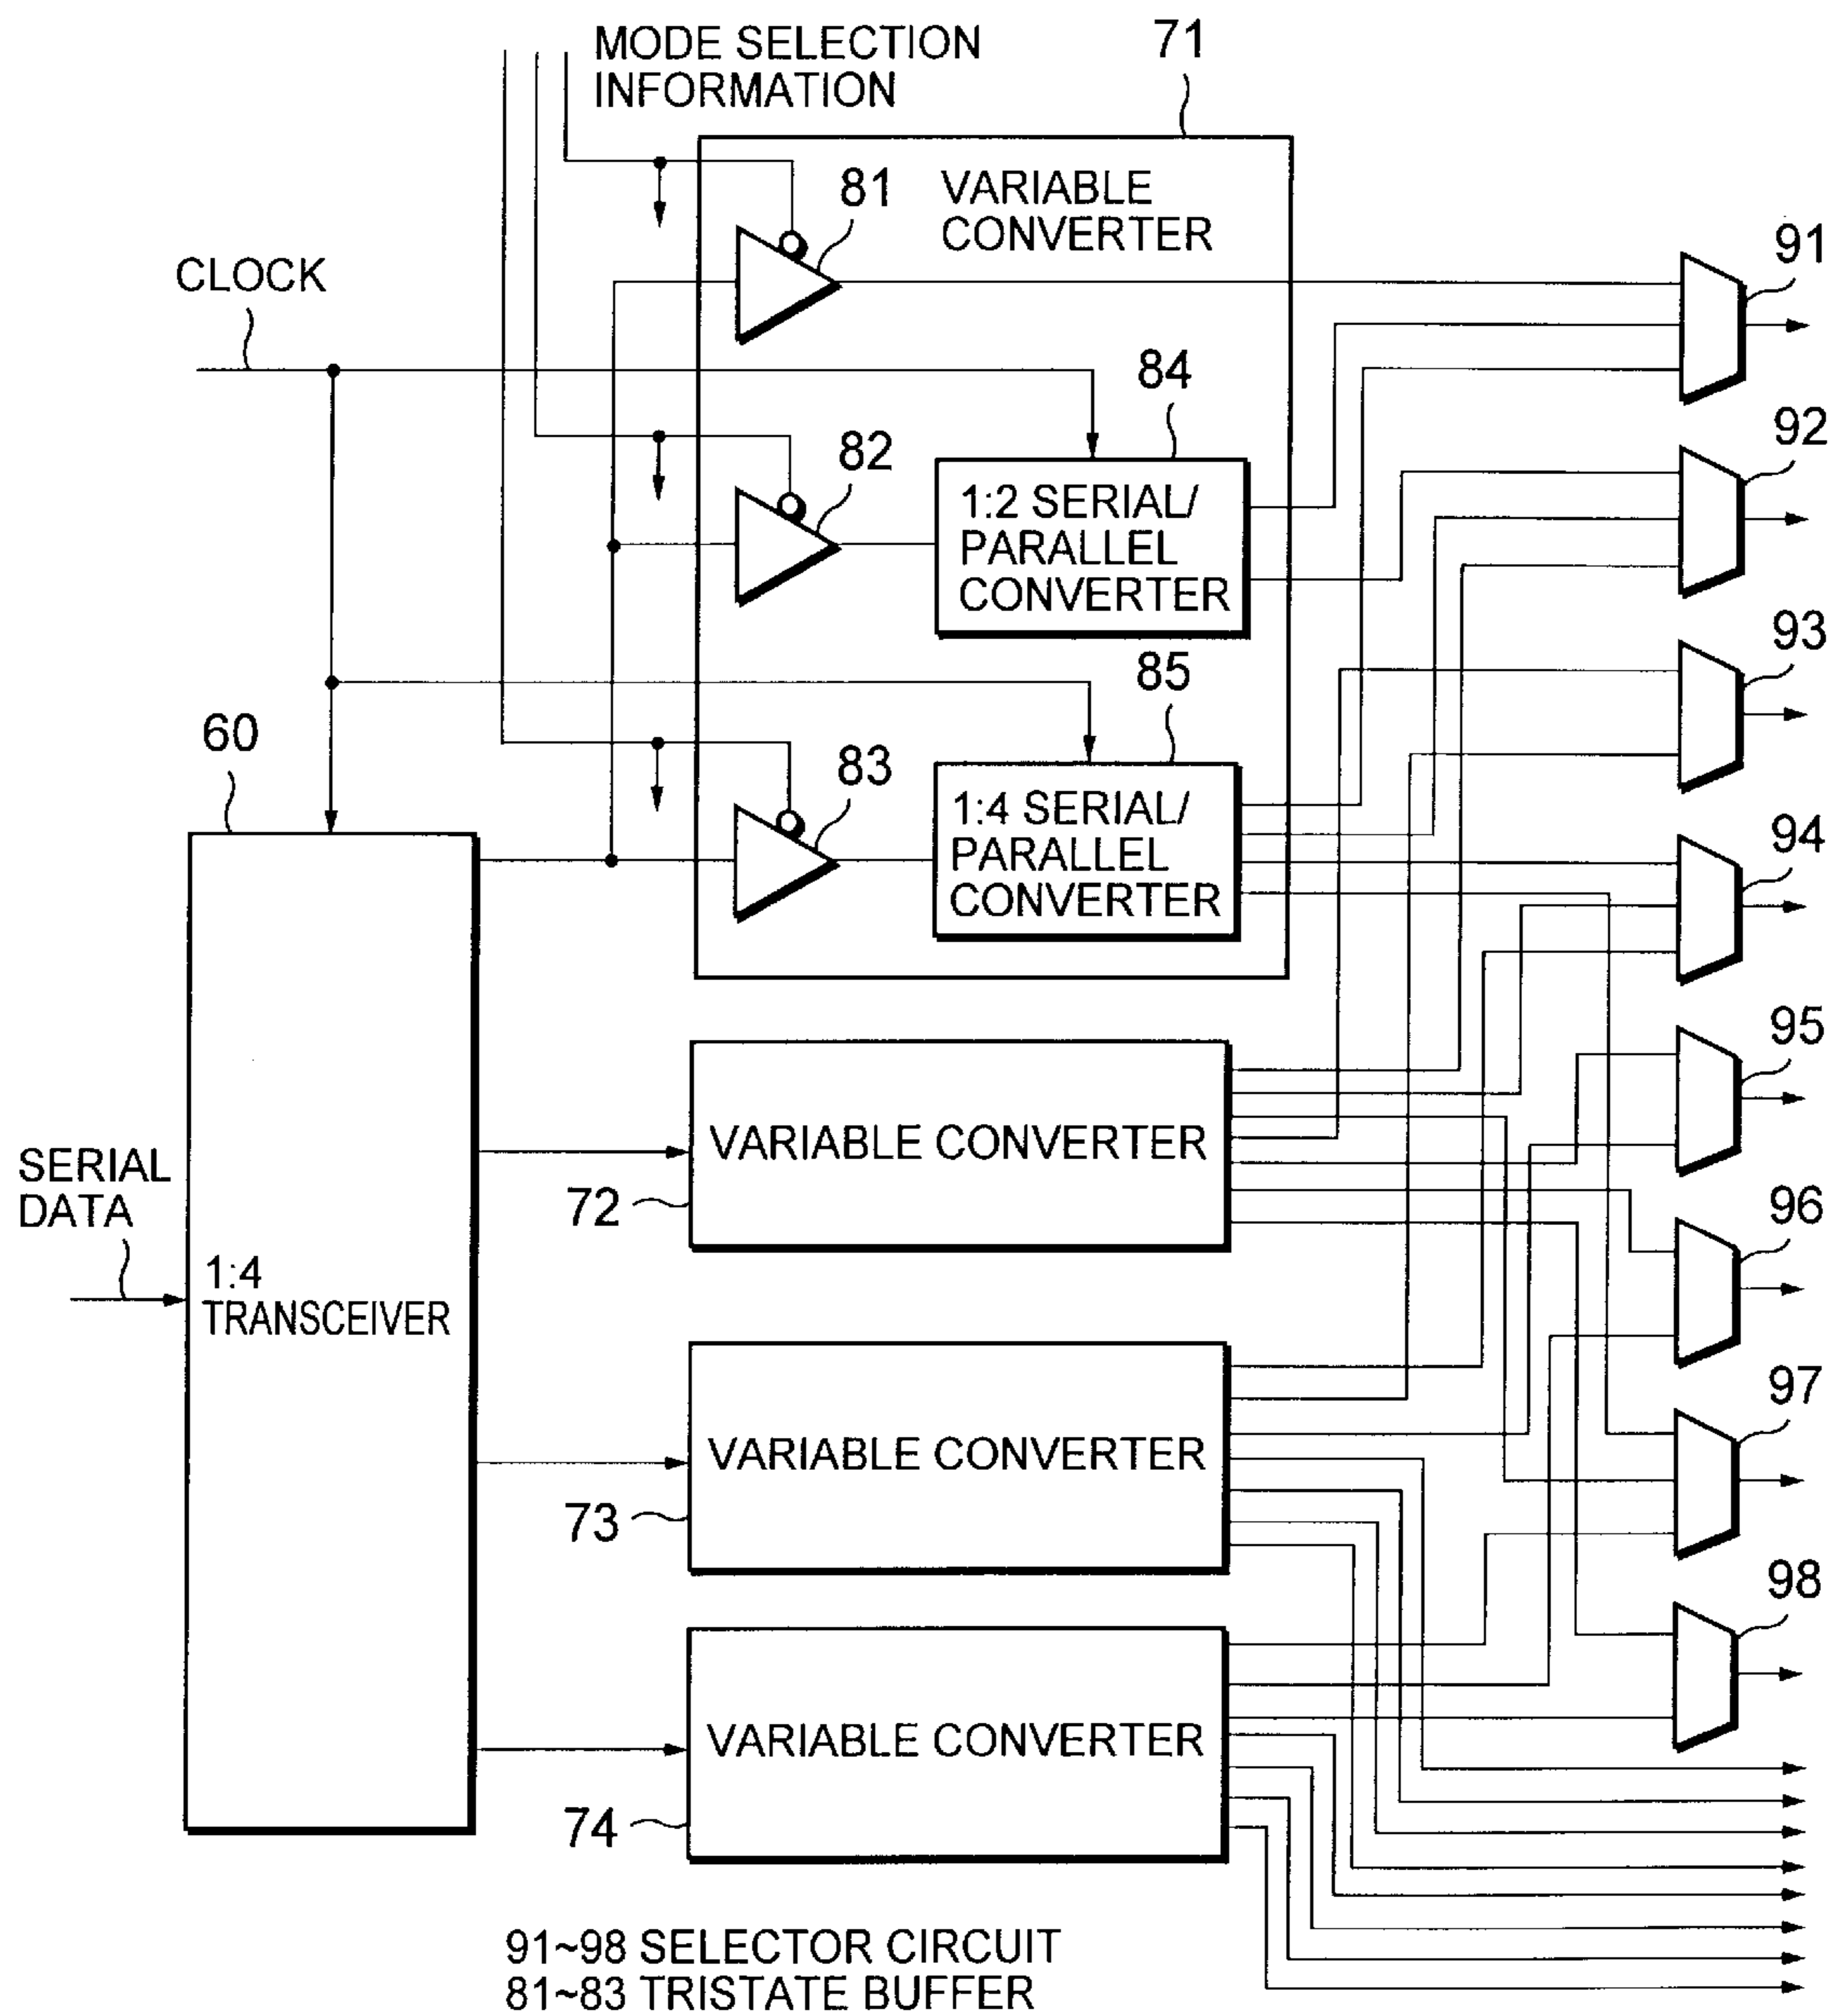 MODE SELECTION
INFORMATION
71
VARIABLE
CONVERTER
81
91
CLOCK
84
92
82
1:2 SERIAL/
PARALLEL
CONVERTER
93
85
60
83
1:4 SERIAL/
PARALLEL
CONVERTER
94
95
VARIABLE CONVERTER
72
SERIAL
DATA
96
1:4
TRANSCEIVER
97
VARIABLE CONVERTER
73
98
VARIABLE CONVERTER
74
91~98 SELECTOR CIRCUIT
81~83 TRISTATE BUFFER